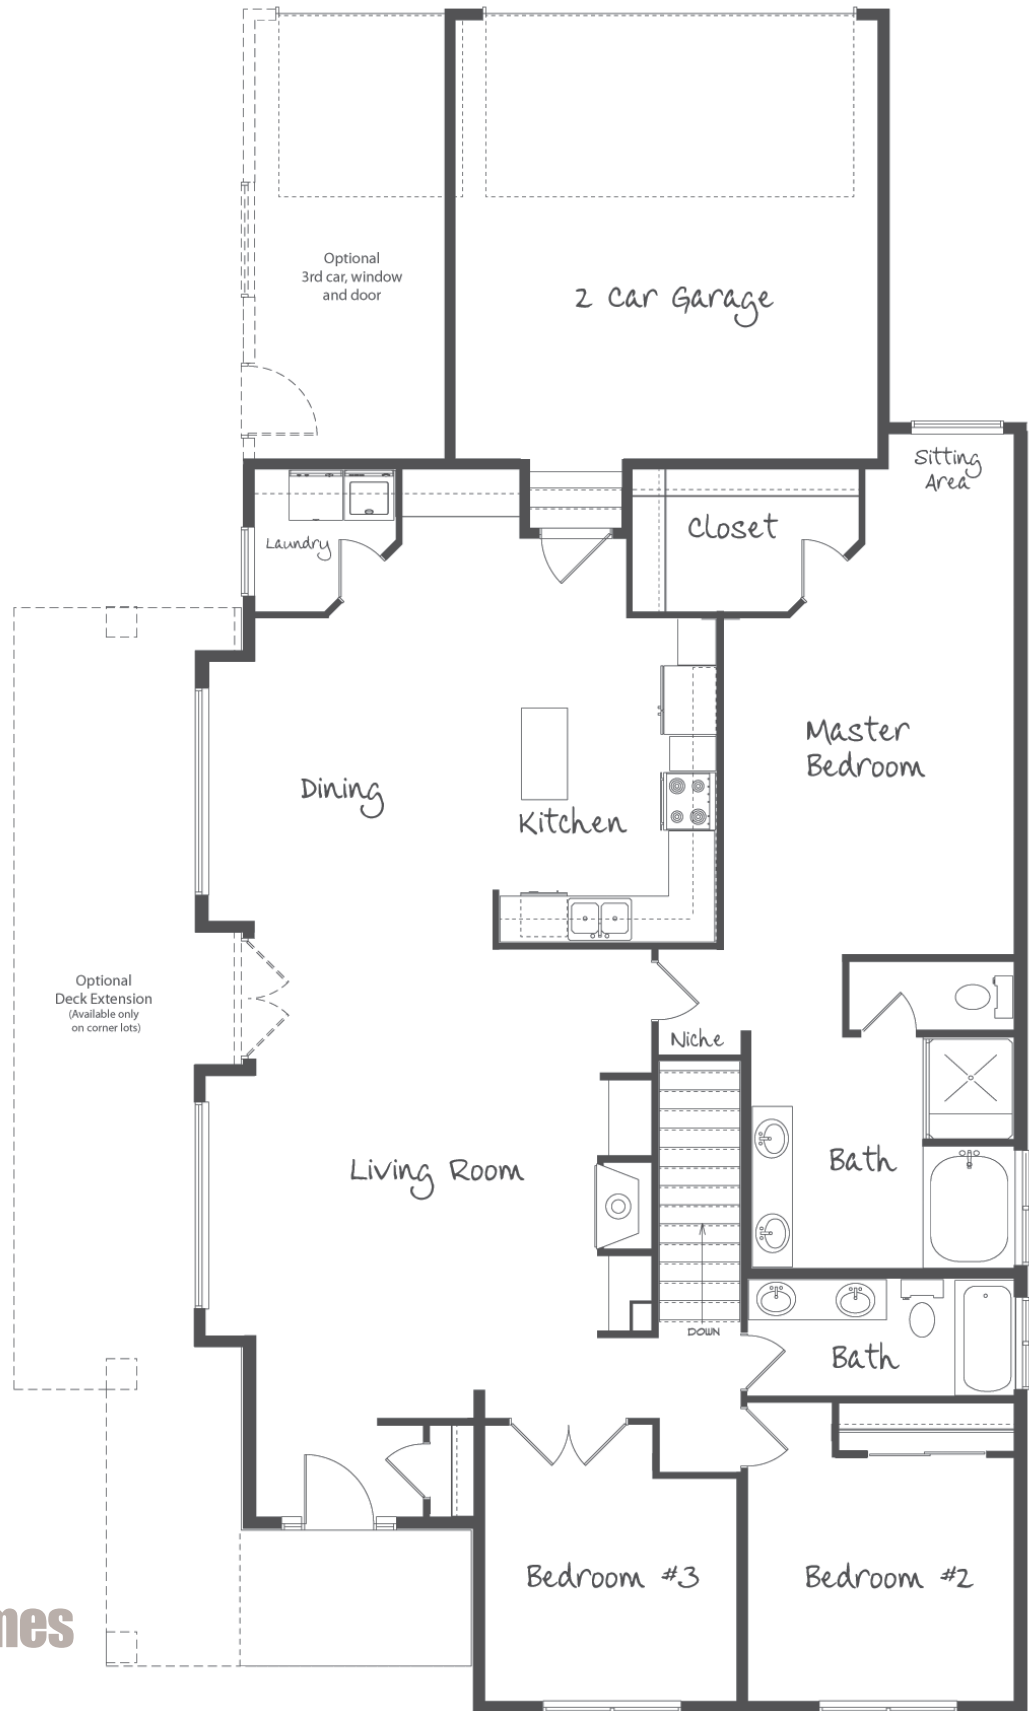 Optional
3rd car, window
and door
2 Car Garage
Sitting
Area
Closet
Laundry
Master
Bedroom
Dining
Kitchen
Optional
Deck Extension
(Available only
on corner lots)
Niche
Living Room
Bath
DOWN
Bath
Bedroom #3
Bedroom #2
mes